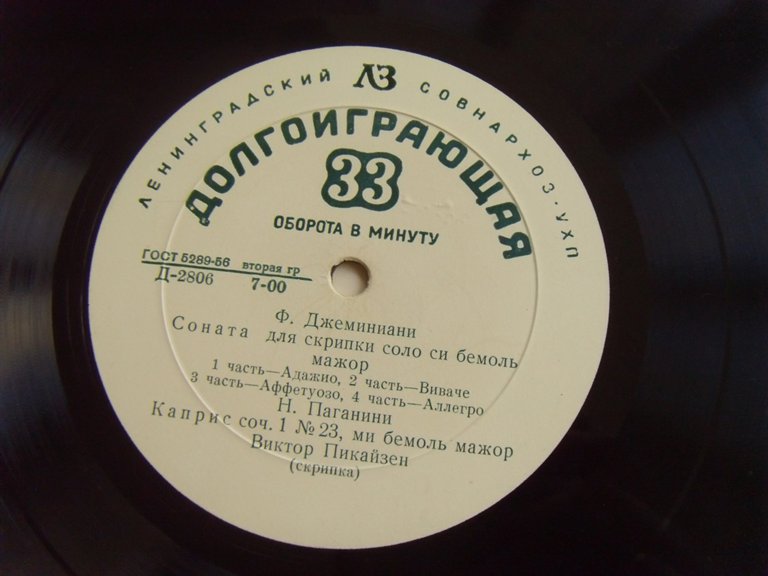 ЛЕНИНГРАДСКИЙ ЛЗ СОВНАРХОЗ·УХП
ДОЛГОИГРАЮЩАЯ
33
ОБОРОТА В МИНУТУ
ГОСТ 5289-56 вторая гр
Д-2806 7-00
Ф. Джеминиани
Соната для скрипки соло си бемоль
мажор
1 часть—Адажио, 2 часть—Виваче
3 часть—Аффетуозо, 4 часть—Аллегро
Н. Паганини
Каприс соч. 1 №23, ми бемоль мажор
Виктор Пикайзен
(скрипка)